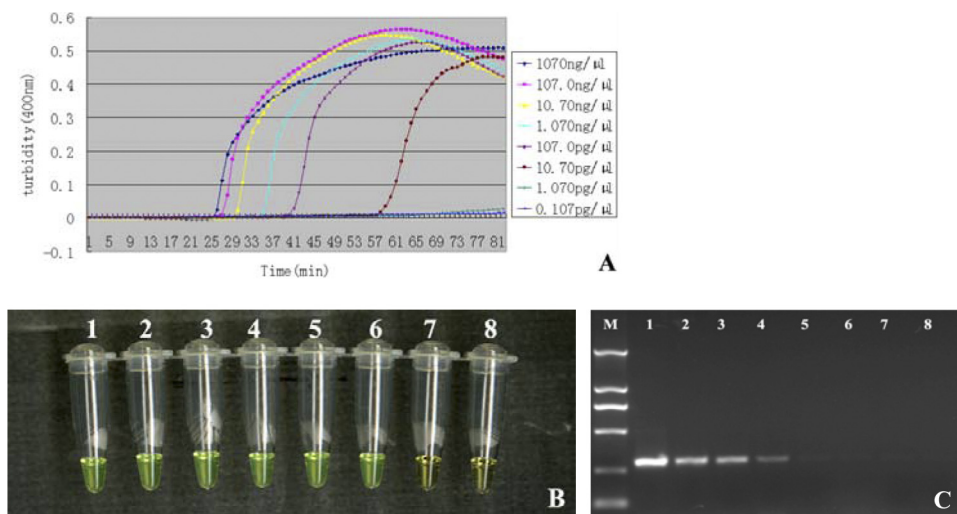 0.6
0.5
0.4
0.3
0.2
0.1
0
-0.1
turbidity(400nm)
1 5 9 13 17 21 25 29 33 37 41 45 49 53 57 61 65 69 73 77 81
Time(min)
1070ng/μl
107.0ng/μl
10.70ng/μl
1.070ng/μl
107.0pg/μl
10.70pg/μl
1.070pg/μl
0.107pg/μl
A
1 2 3 4 5 6 7 8
B
M 1 2 3 4 5 6 7 8
C